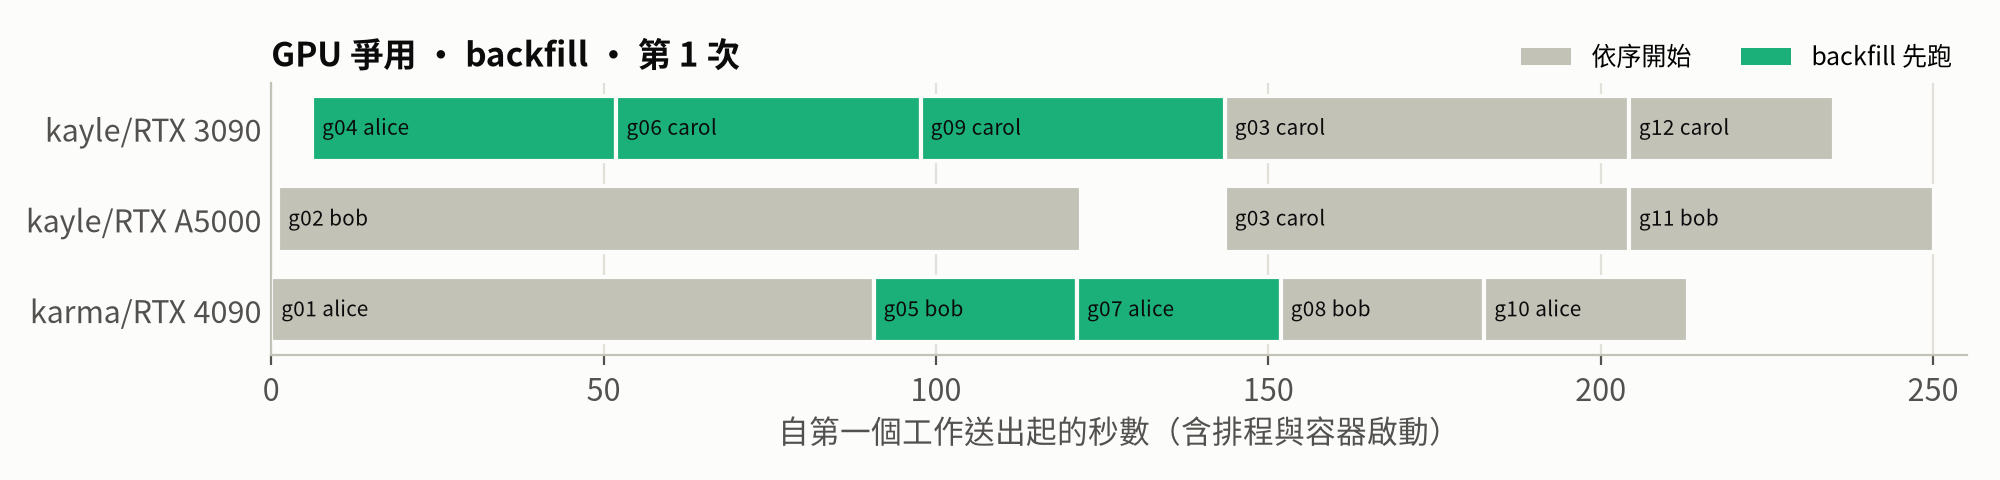 GPU 爭用 · backfill · 第 1 次
依序開始
backfill 先跑
kayle/RTX 3090
g04 alice
g06 carol
g09 carol
g03 carol
g12 carol
kayle/RTX A5000
g02 bob
g03 carol
g11 bob
karma/RTX 4090
g01 alice
g05 bob
g07 alice
g08 bob
g10 alice
0 50 100 150 200 250
自第一個工作送出起的秒數（含排程與容器啟動）